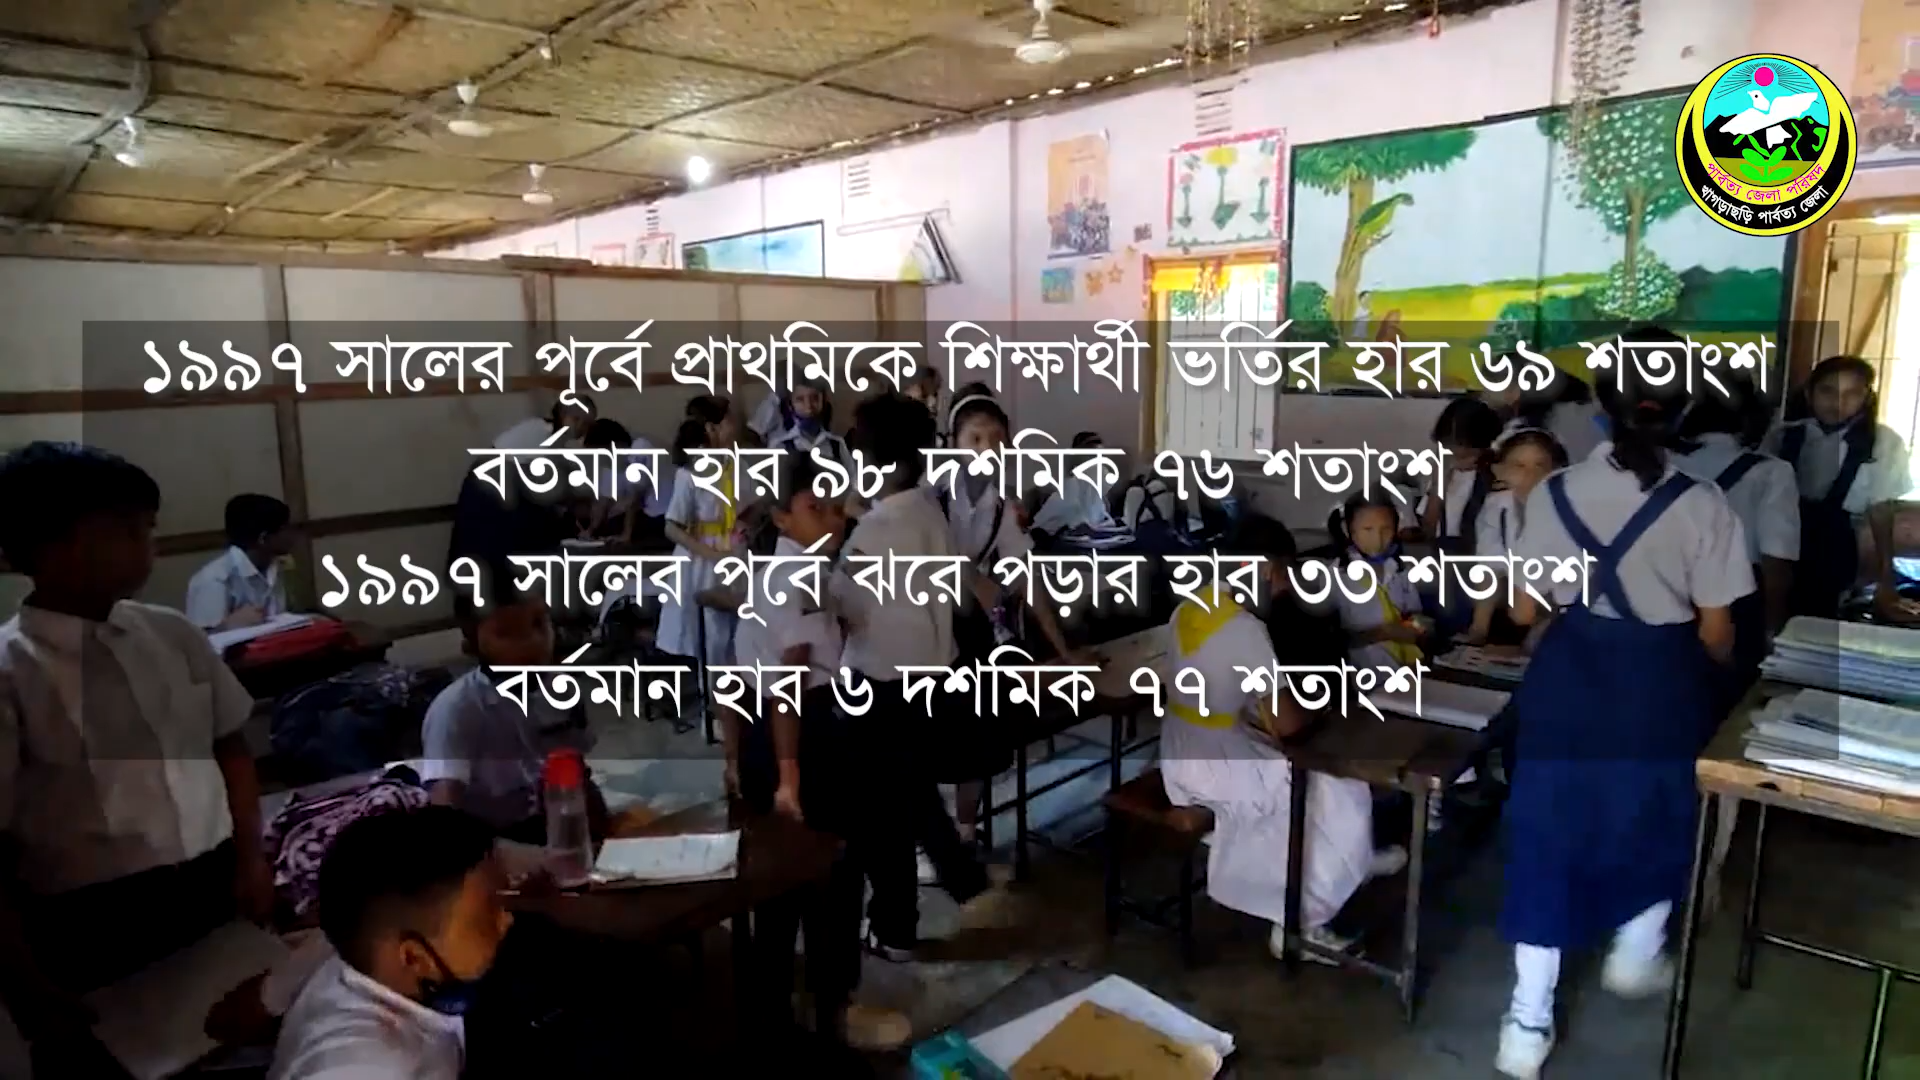 পার্বত্য জেলা পরিষদ
খাগড়াছড়ি পার্বত্য জেলা
১৯৯৭ সালের পূর্বে প্রাথমিকে শিক্ষার্থী ভর্তির হার ৬৯ শতাংশ
বর্তমান হার ৯৮ দশমিক ৭৬ শতাংশ
১৯৯৭ সালের পূর্বে ঝরে পড়ার হার ৩৩ শতাংশ
বর্তমান হার ৬ দশমিক ৭৭ শতাংশ